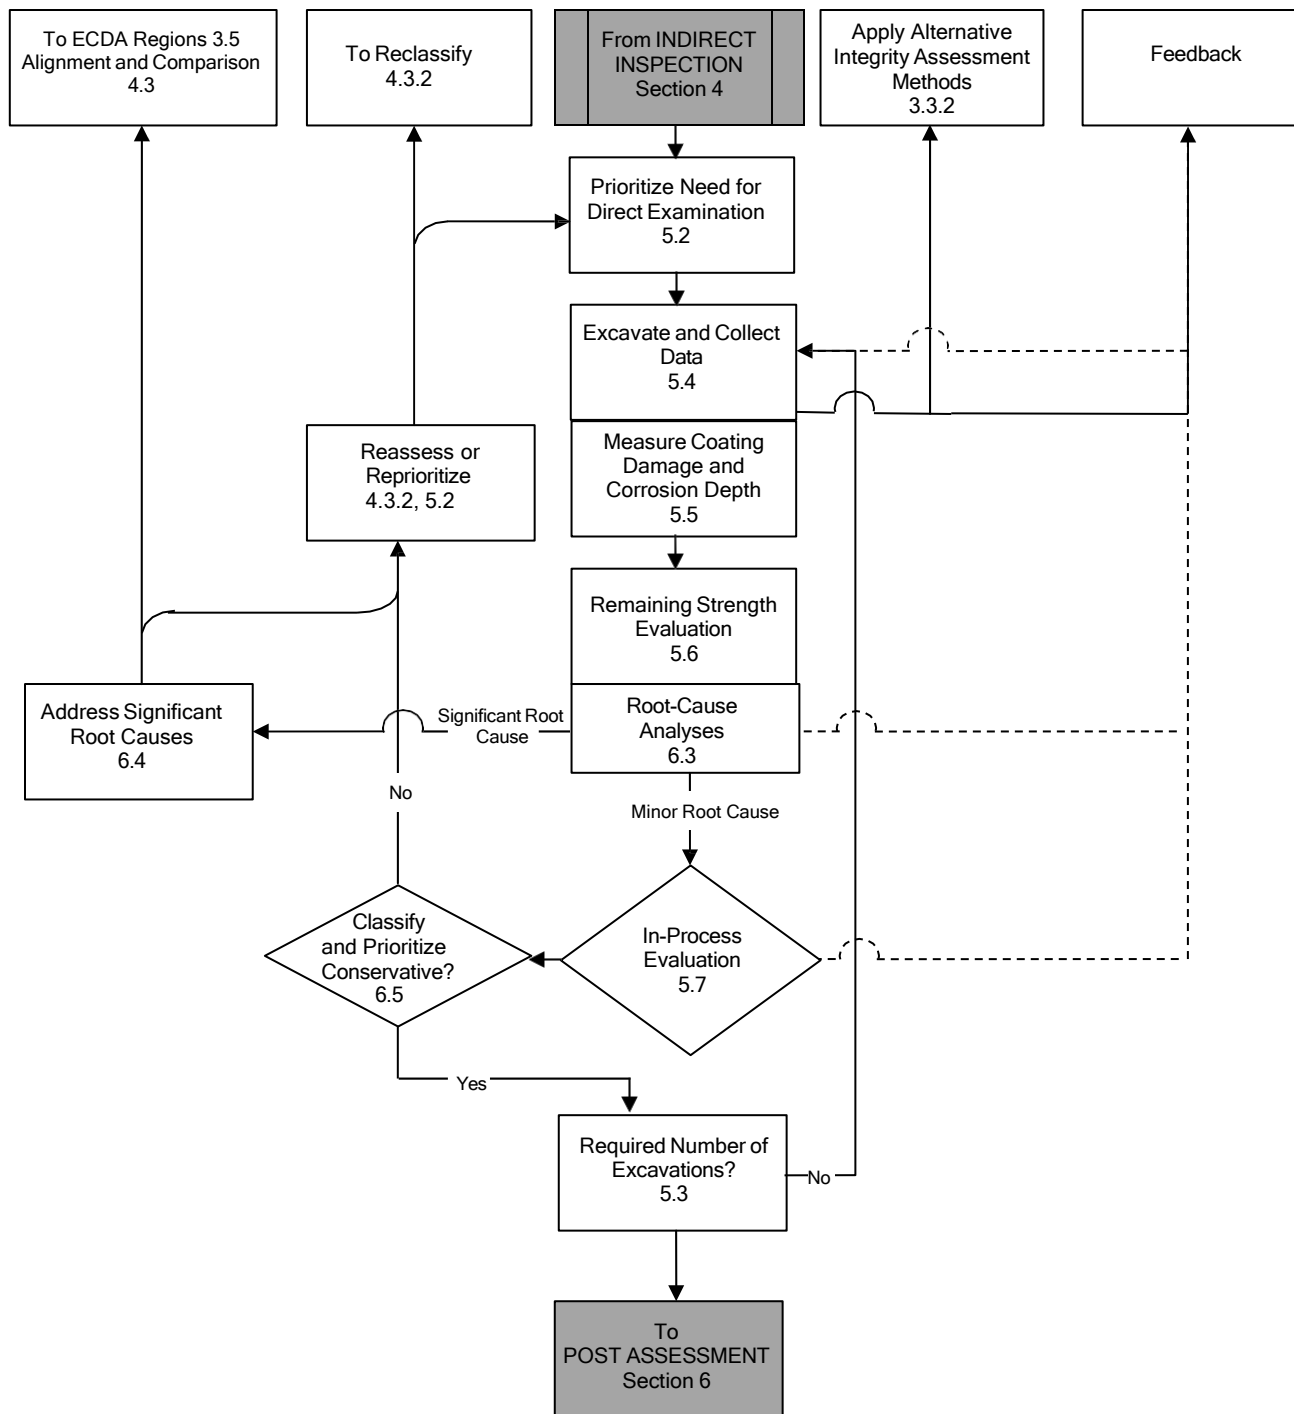 To ECDA Regions 3.5
Alignment and Comparison
4.3
To Reclassify
4.3.2
From INDIRECT
INSPECTION
Section 4
Apply Alternative
Integrity Assessment
Methods
3.3.2
Feedback
Prioritize Need for
Direct Examination
5.2
Excavate and Collect
Data
5.4
Measure Coating
Damage and
Corrosion Depth
5.5
Reassess or
Reprioritize
4.3.2, 5.2
Remaining Strength
Evaluation
5.6
Address Significant
Root Causes
6.4
Significant Root
Cause
Root-Cause
Analyses
6.3
No
Minor Root Cause
Classify
and Prioritize
Conservative?
6.5
In-Process
Evaluation
5.7
Yes
Required Number of
Excavations?
5.3
No
To
POST ASSESSMENT
Section 6